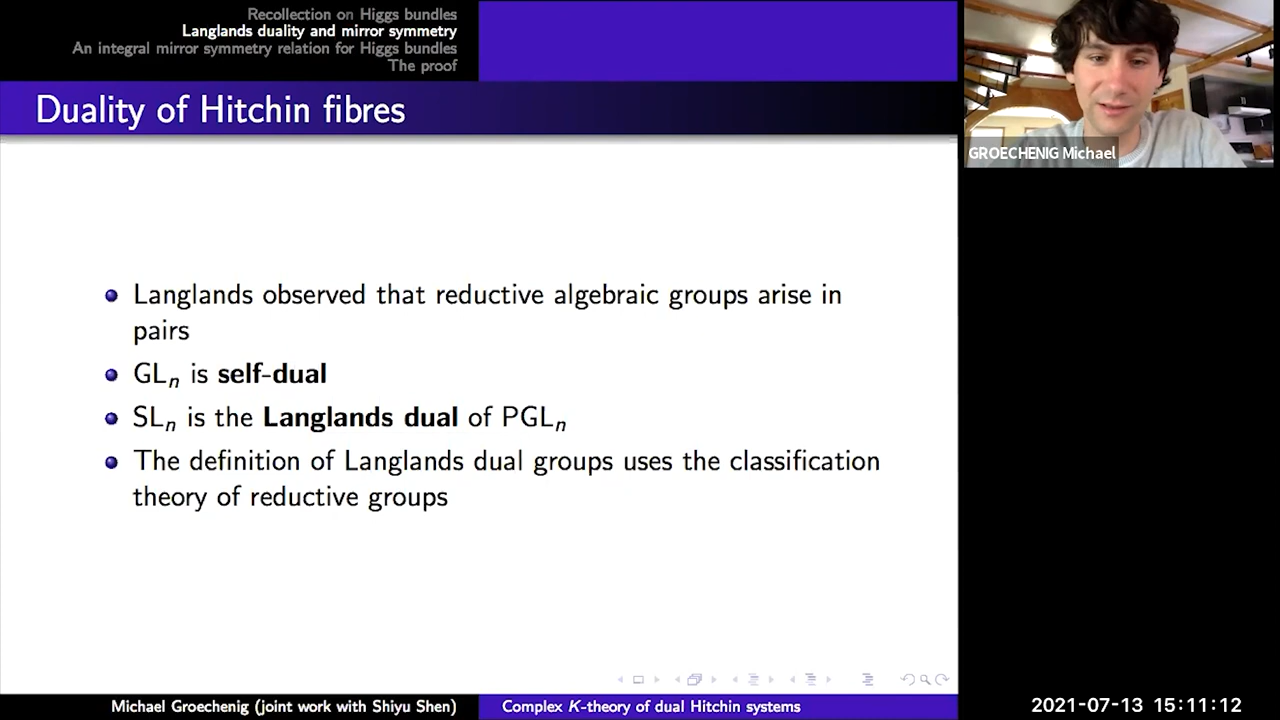 Recollection on Higgs bundles
Langlands duality and mirror symmetry
An integral mirror symmetry relation for Higgs bundles
The proof
Duality of Hitchin fibres
GROECHENIG Michael
Langlands observed that reductive algebraic groups arise in
pairs
GLₙ is self-dual
SLₙ is the Langlands dual of PGLₙ
The definition of Langlands dual groups uses the classification
theory of reductive groups
Michael Groechenig (joint work with Shiyu Shen)
Complex K-theory of dual Hitchin systems
2021-07-13 15:11:12